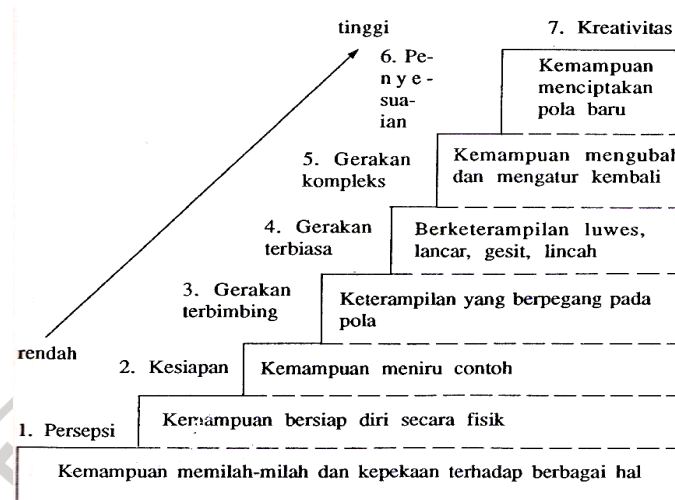 tinggi
7. Kreativitas
6. Pe-
n y e -
sua-
ian
Kemampuan
menciptakan
pola baru
5. Gerakan
kompleks
Kemampuan mengubah
dan mengatur kembali
4. Gerakan
terbiasa
Berketerampilan luwes,
lancar, gesit, lincah
3. Gerakan
terbimbing
Keterampilan yang berpegang pada
pola
rendah
2. Kesiapan
Kemampuan meniru contoh
1. Persepsi
Kemampuan bersiap diri secara fisik
Kemampuan memilah-milah dan kepekaan terhadap berbagai hal